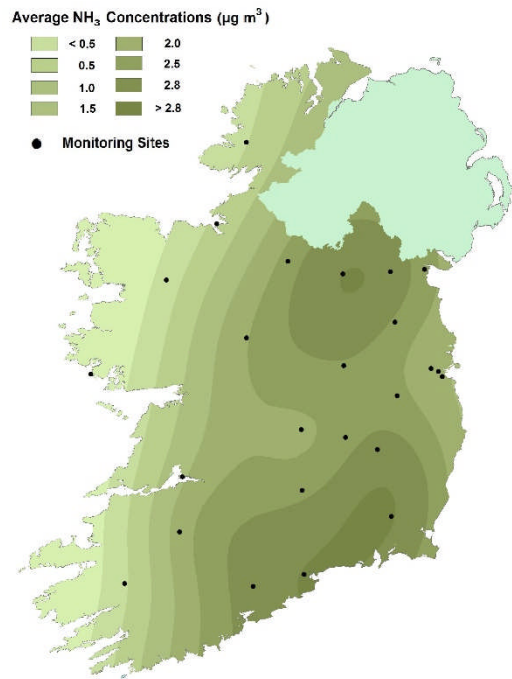 Average NH₃ Concentrations (µg m³)
< 0.5 2.0
0.5 2.5
1.0 2.8
1.5 > 2.8
Monitoring Sites